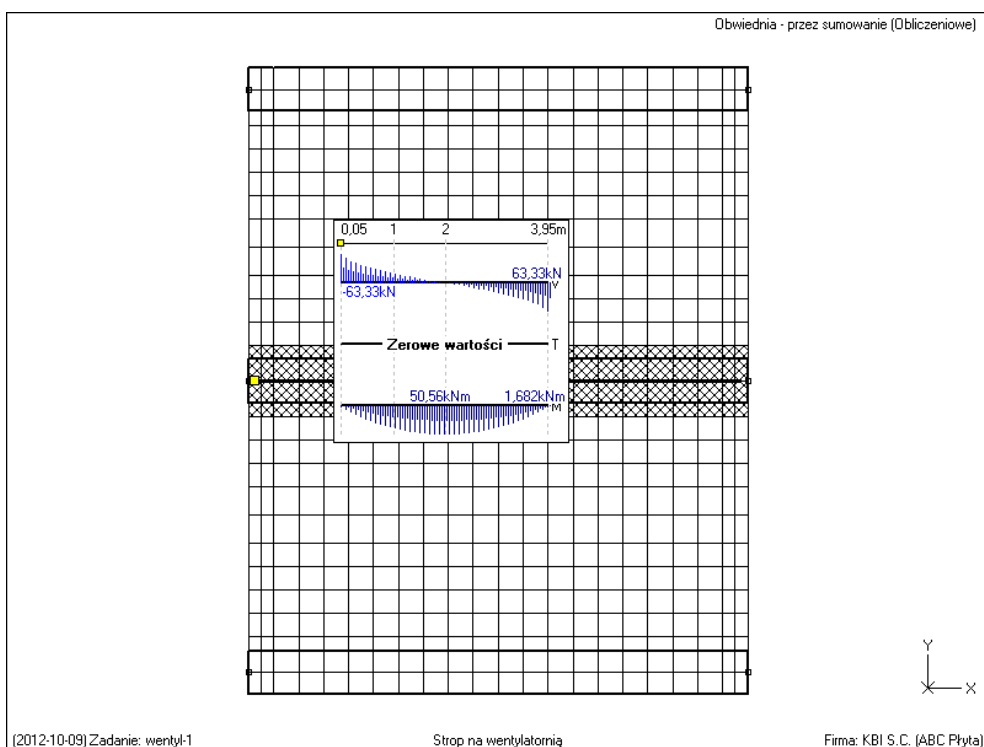 Obwiednia - przez sumowanie (Obliczeniowe)
0,05 1 2 3,95m
63,33kN
V
-63,33kN
Zerowe wartości T
50,56kNm 1,682kNm
M
Y
X
(2012-10-09) Zadanie: wentyl-1 Strop na wentylatornią Firma: KBI S.C. (ABC Płyta)